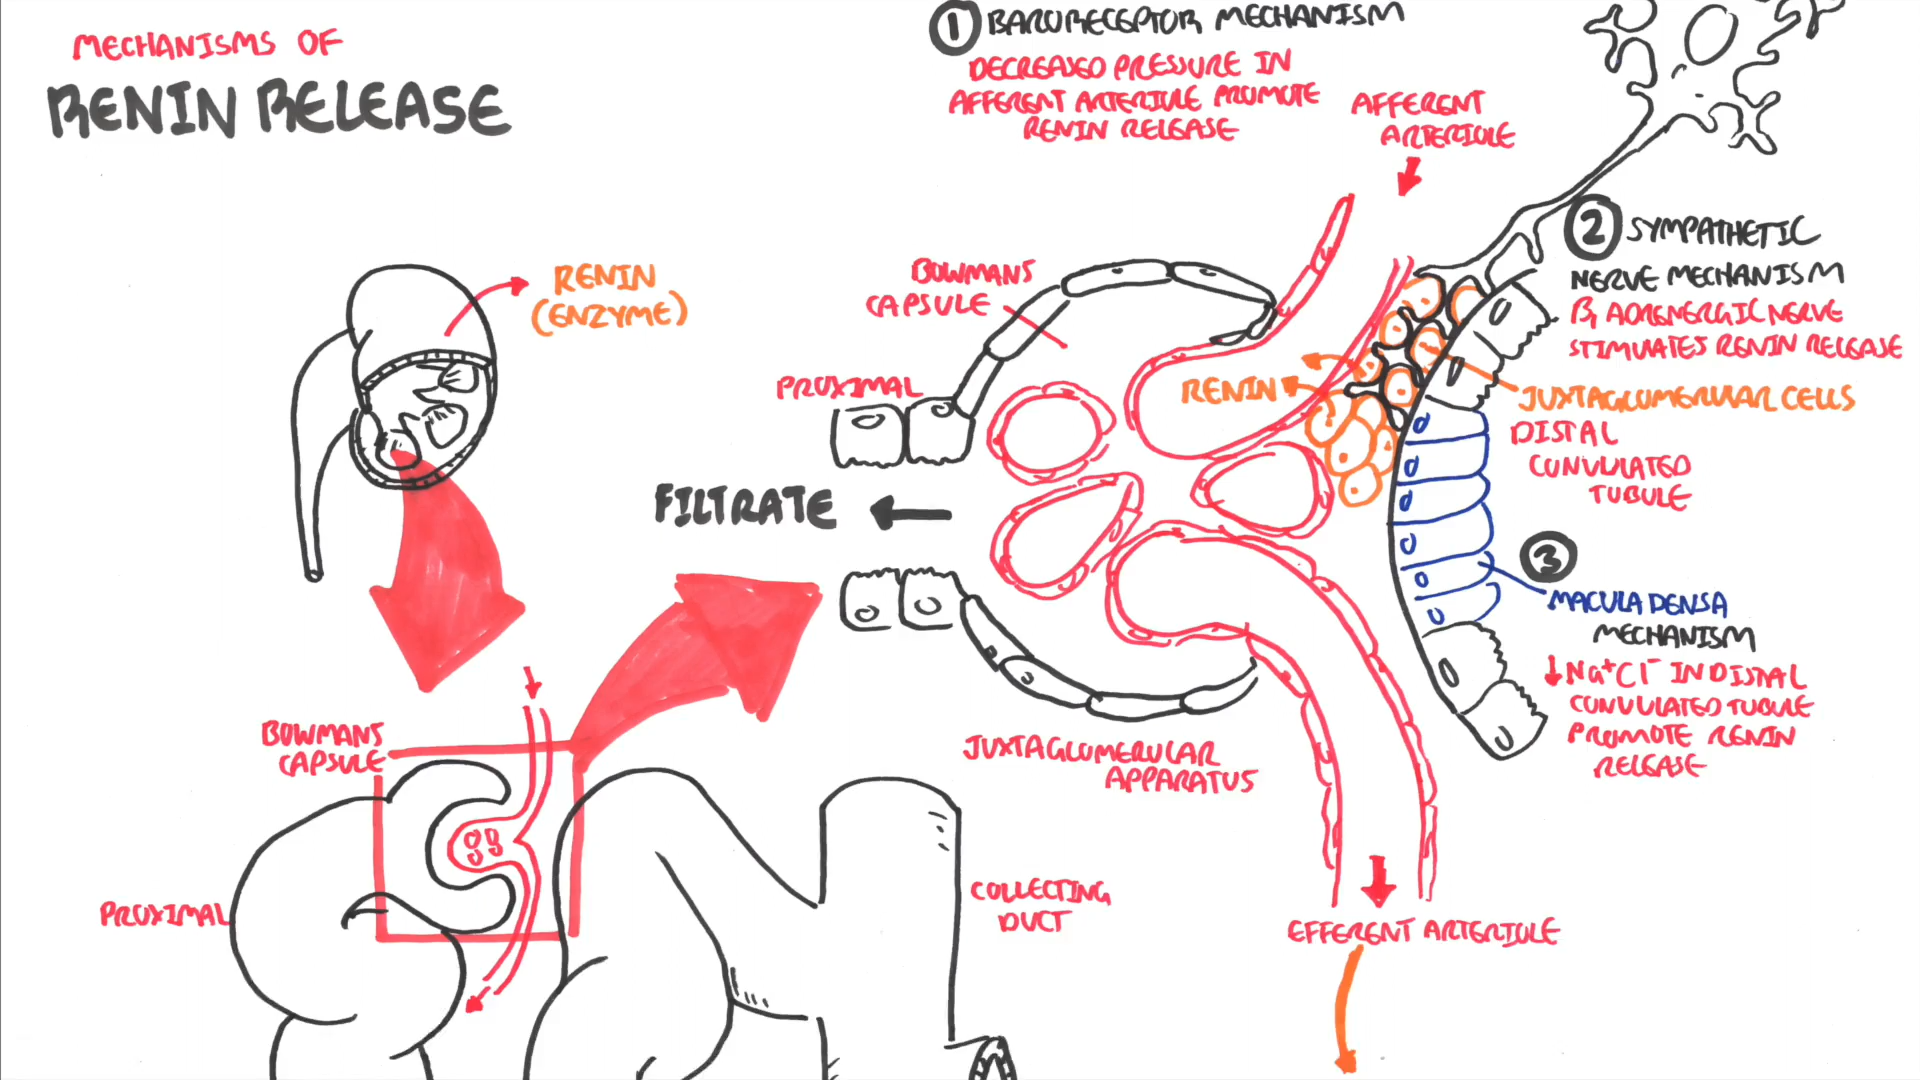 MECHANISMS OF
RENIN RELEASE
1 BARORECEPTOR MECHANISM
DECREASED PRESSURE IN
AFFERENT ARTERIOLE PROMOTE
RENIN RELEASE
AFFERENT
ARTERIOLE
2 SYMPATHETIC
NERVE MECHANISM
β1 ADRENERGIC NERVE
STIMULATES RENIN RELEASE
RENIN
(ENZYME)
BOWMANS
CAPSULE
PROXIMAL
RENIN
JUXTAGLOMERULAR CELLS
DISTAL
CONVULATED
TUBULE
FILTRATE
3
MACULA DENSA
MECHANISM
↓ Na+Cl- IN DISTAL
CONVULATED TUBULE
PROMOTE RENIN
RELEASE
JUXTAGLOMERULAR
APPARATUS
BOWMANS
CAPSULE
PROXIMAL
COLLECTING
DUCT
EFFERENT ARTERIOLE